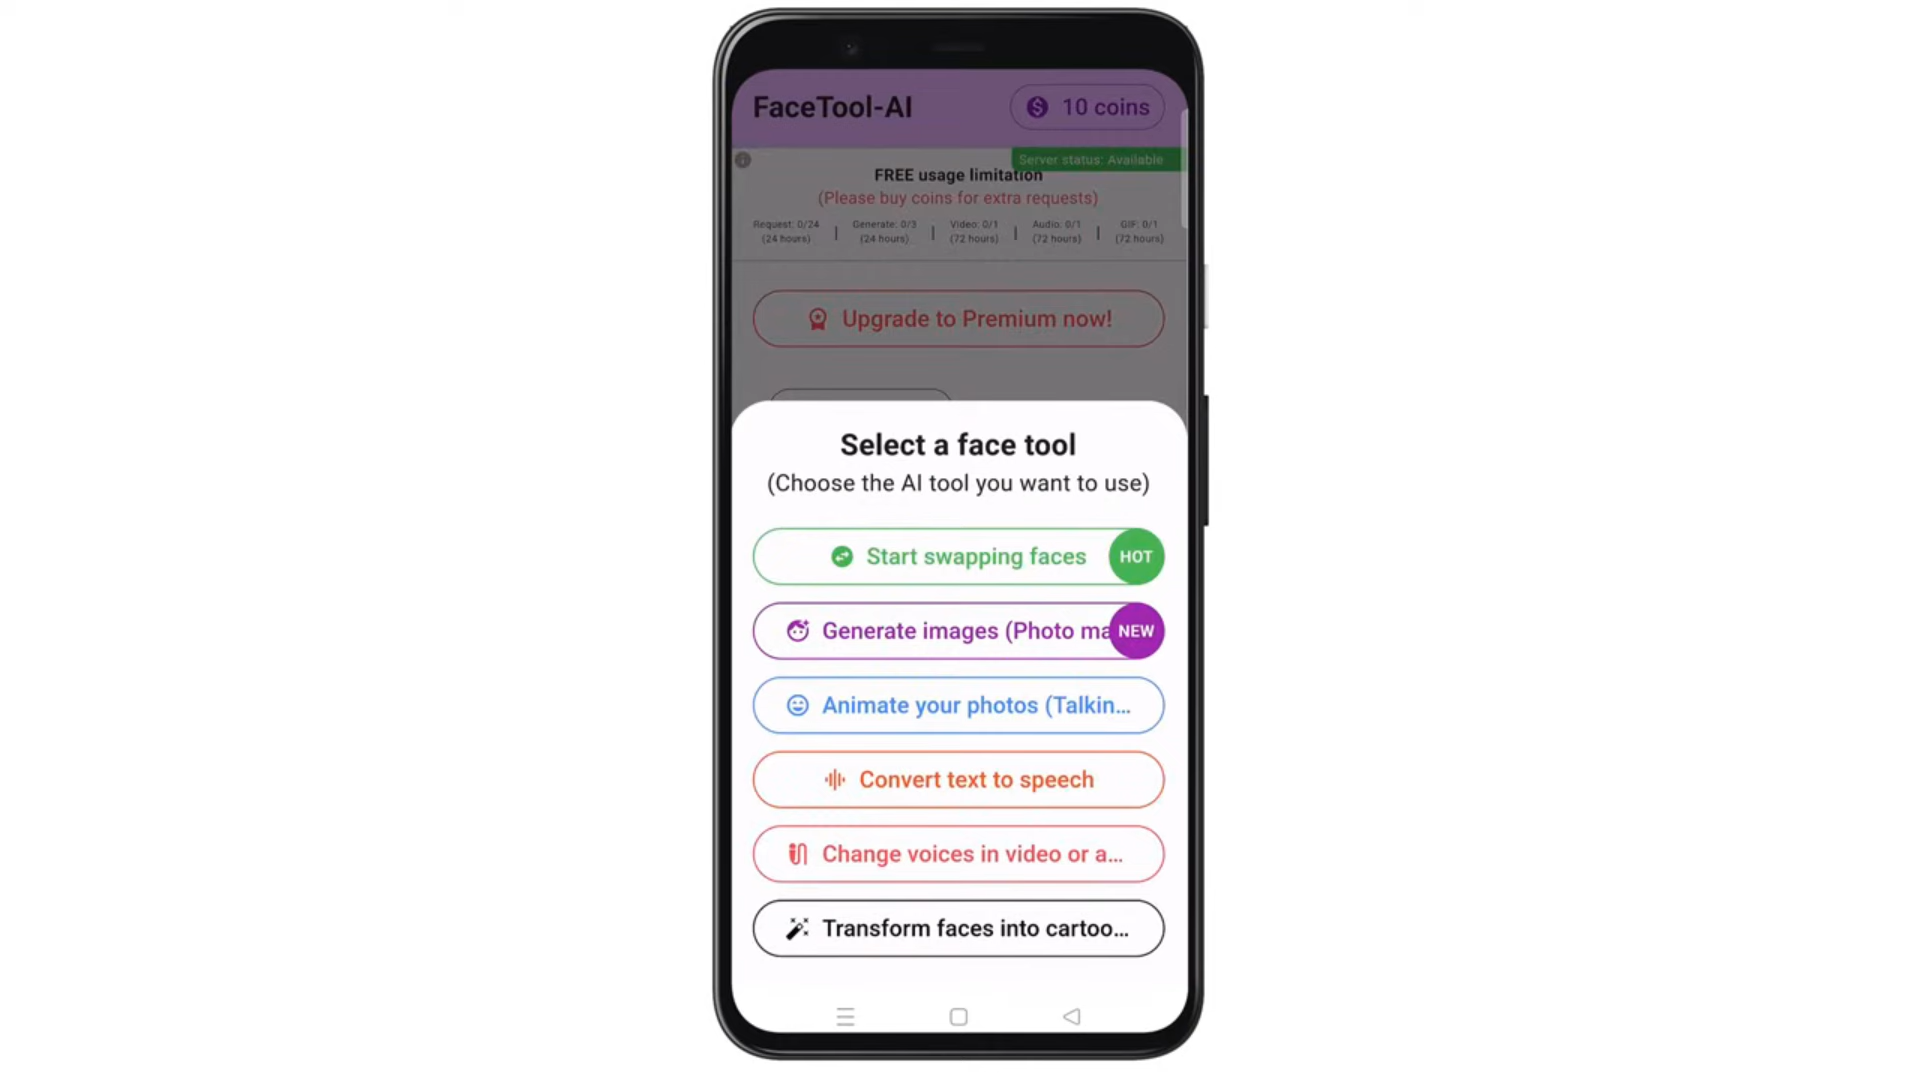 FaceTool-AI
10 coins
Server status: Available
FREE usage limitation
(Please buy coins for extra requests)
Request: 0/24 | Generate: 0/3 | Video: 0/1 | Audio: 0/1 | GIF: 0/1
(24 hours) (24 hours) (72 hours) (72 hours) (72 hours)
Upgrade to Premium now!
Select a face tool
(Choose the AI tool you want to use)
Start swapping faces HOT
Generate images (Photo ma NEW
Animate your photos (Talkin...
Convert text to speech
Change voices in video or a...
Transform faces into cartoo...